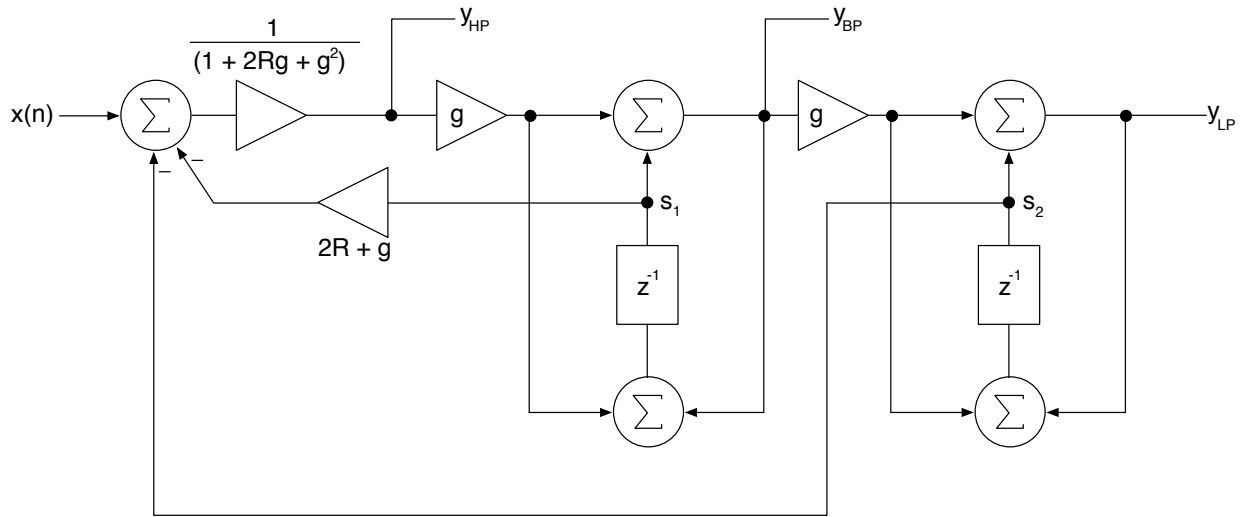 y_HP
y_BP
1
(1 + 2Rg + g²)
x(n)
Σ
g
Σ
g
Σ
y_LP
–
–
2R + g
s₁
s₂
z⁻¹
z⁻¹
Σ
Σ